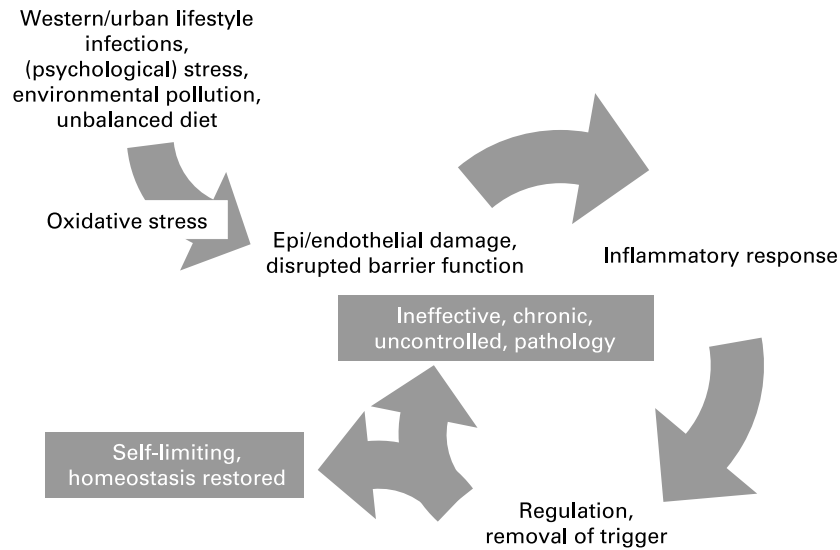 Western/urban lifestyle
infections,
(psychological) stress,
environmental pollution,
unbalanced diet
Oxidative stress
Epi/endothelial damage,
disrupted barrier function
Inflammatory response
Ineffective, chronic,
uncontrolled, pathology
Self-limiting,
homeostasis restored
Regulation,
removal of trigger